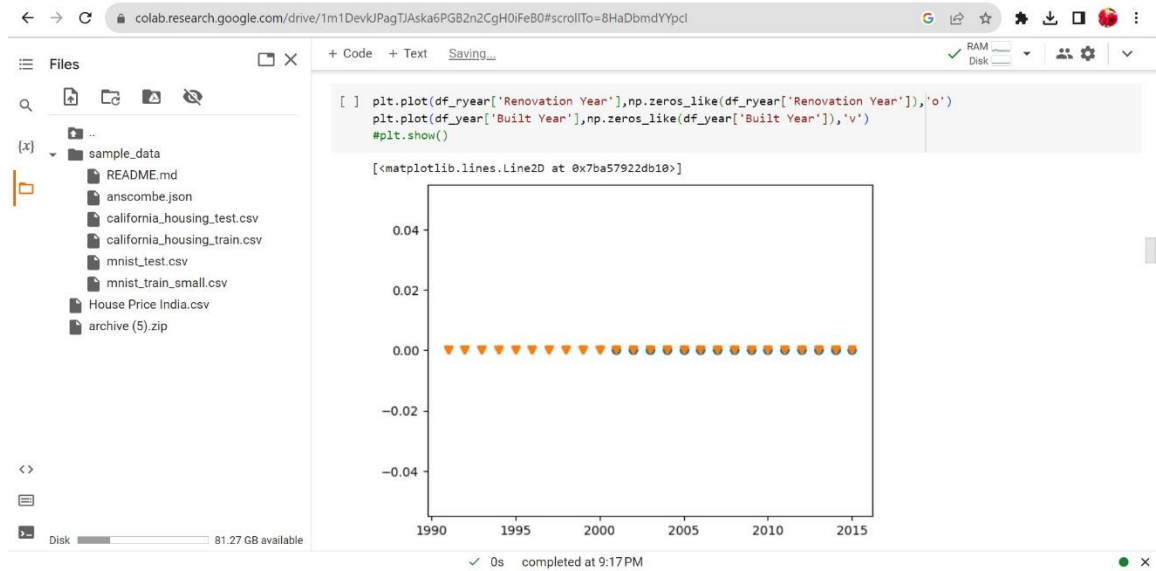 colab.research.google.com/drive/1m1DevkJPagTJAska6PGB2n2CgH0iFeB0#scrollTo=8HaDbmdYYpcI
Files
+ Code + Text Saving...
RAM
Disk
..
sample_data
README.md
anscombe.json
california_housing_test.csv
california_housing_train.csv
mnist_test.csv
mnist_train_small.csv
House Price India.csv
archive (5).zip
{x}
[ ] plt.plot(df_ryear['Renovation Year'],np.zeros_like(df_ryear['Renovation Year']),'o')
plt.plot(df_year['Built Year'],np.zeros_like(df_year['Built Year']),'v')
#plt.show()
[<matplotlib.lines.Line2D at 0x7ba57922db10>]
0.04
0.02
0.00
−0.02
−0.04
1990 1995 2000 2005 2010 2015
Disk 81.27 GB available
0s completed at 9:17 PM